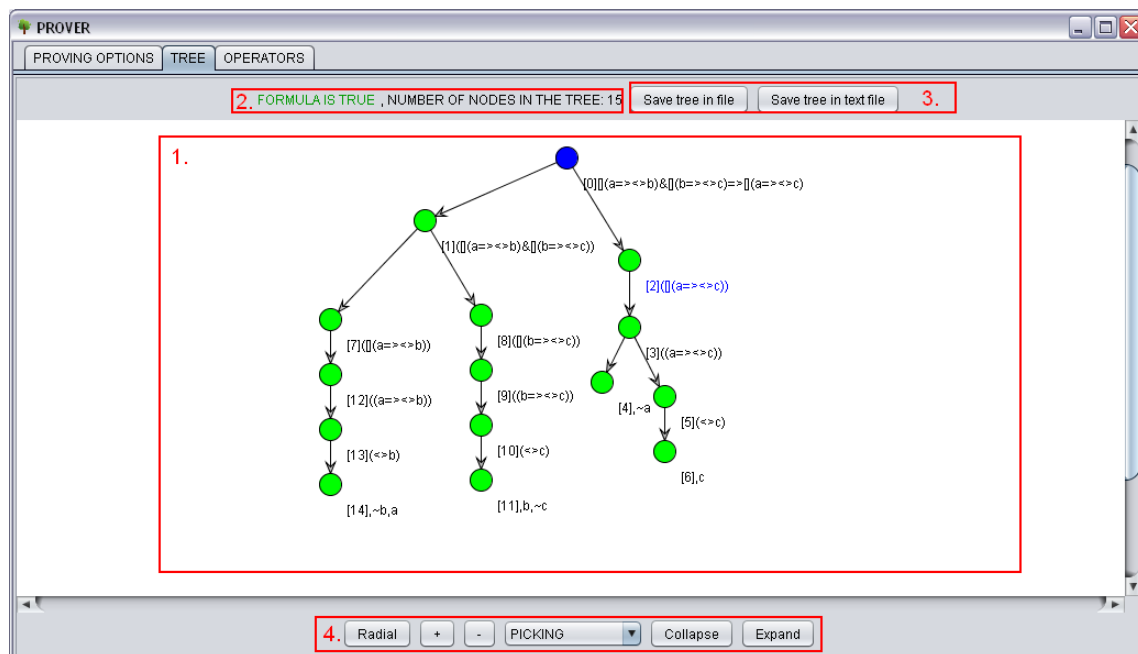 PROVER
PROVING OPTIONS TREE OPERATORS
2. FORMULA IS TRUE , NUMBER OF NODES IN THE TREE: 15 Save tree in file Save tree in text file 3.
1.
[0][](a=><>b)&[](b=><>c)=>[](a=><>c)
[1]([](a=><>b)&[](b=><>c))
[2]([](a=><>c))
[7]([](a=><>b)) [8]([](b=><>c)) [3]((a=><>c))
[12]((a=><>b)) [9]((b=><>c)) [4],~a [5](<>c)
[13](<>b) [10](<>c) [6],c
[14],~b,a [11],b,~c
4. Radial + - PICKING Collapse Expand